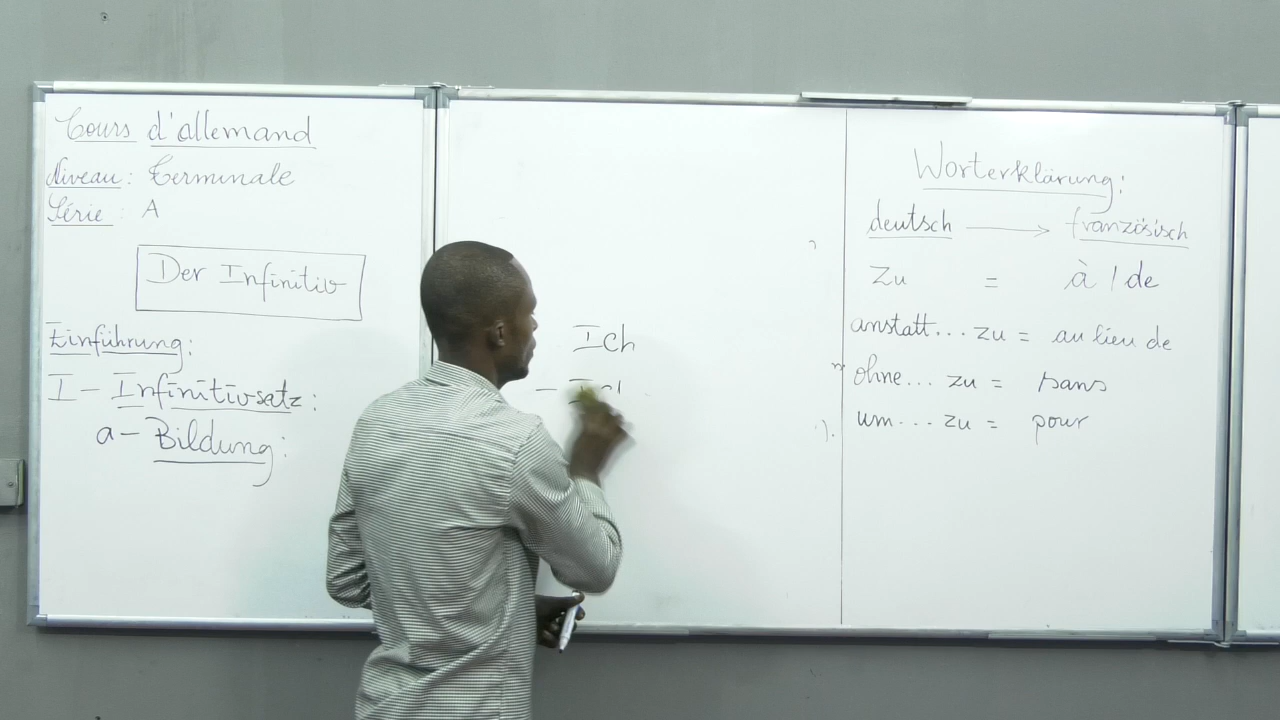 Cours d'allemand
Niveau : Terminale
Série : A
Der Infinitiv
Einführung :
I - Infinitivsatz :
a - Bildung :
Ich
-
Worterklärung :
deutsch → französisch
Zu = à / de
anstatt... zu = au lieu de
ohne... zu = sans
um... zu = pour